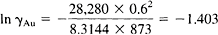 ln γ_Au = − (28,280 × 0.6²) / (8.3144 × 873) = −1.403